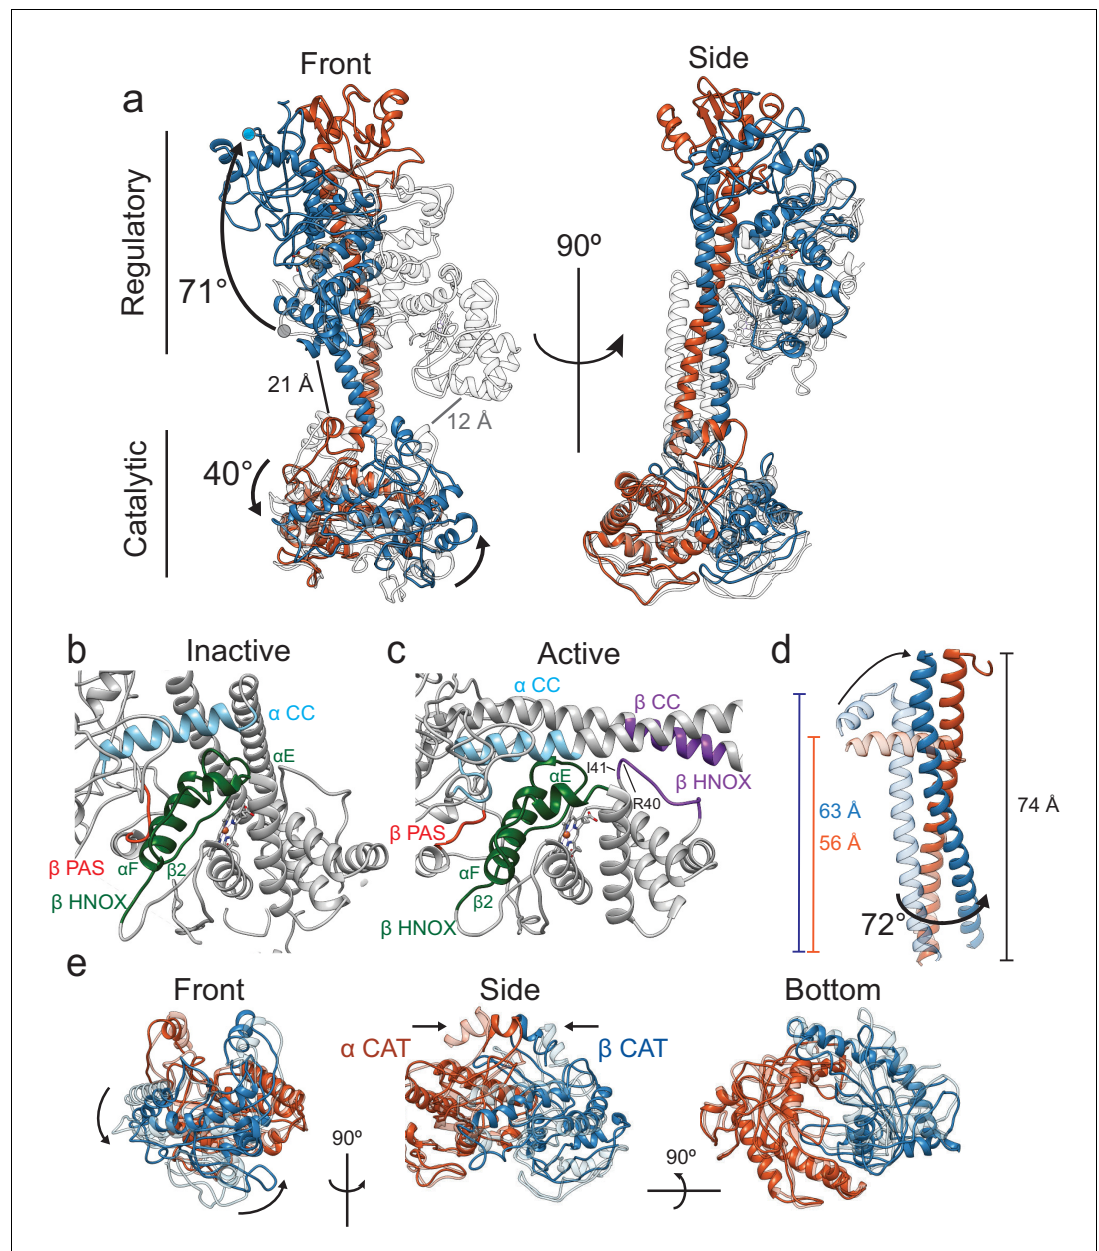 Front
Side
a
Regulatory
71°
90º
21 Å
12 Å
Catalytic
40°
b
Inactive
c
Active
d
α CC
αE
β PAS
αF
β2
β HNOX
α CC
β CC
αE
I41
R40
β HNOX
β PAS
αF
β2
β HNOX
63 Å
56 Å
74 Å
72°
e
Front
Side
Bottom
α CAT
β CAT
90º
90º